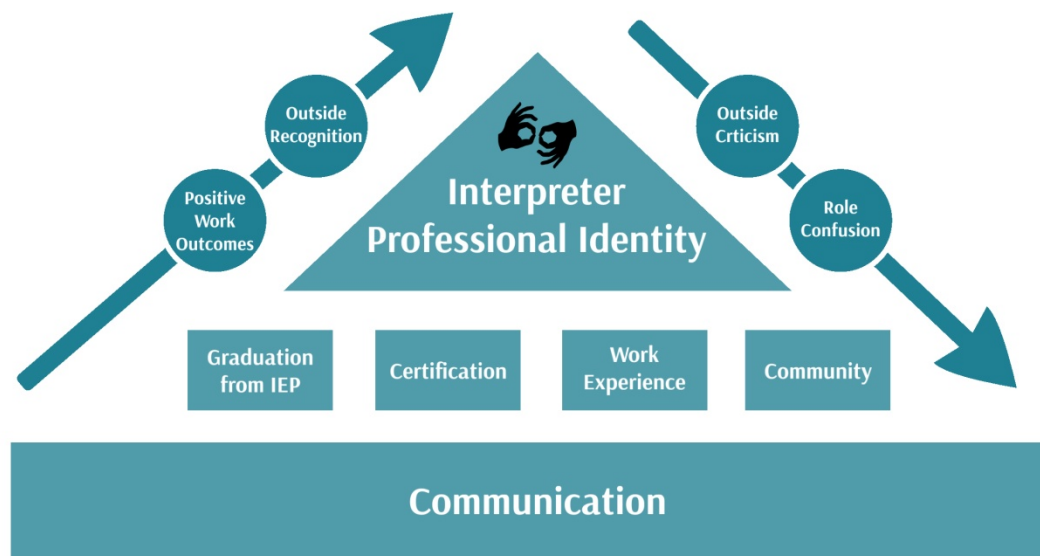 Outside
Recognition
Positive
Work
Outcomes
Interpreter
Professional Identity
Outside
Crticism
Role
Confusion
Graduation
from IEP
Certification
Work
Experience
Community
Communication